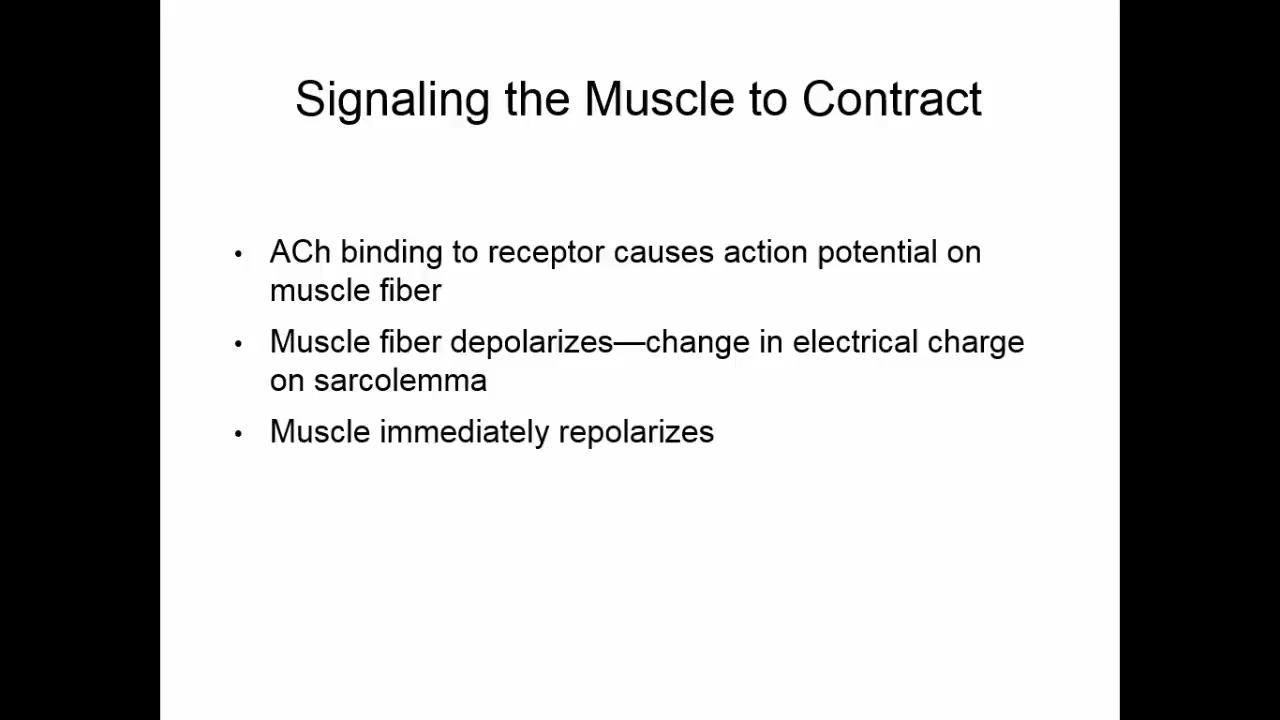 Signaling the Muscle to Contract
• ACh binding to receptor causes action potential on
muscle fiber
• Muscle fiber depolarizes—change in electrical charge
on sarcolemma
• Muscle immediately repolarizes